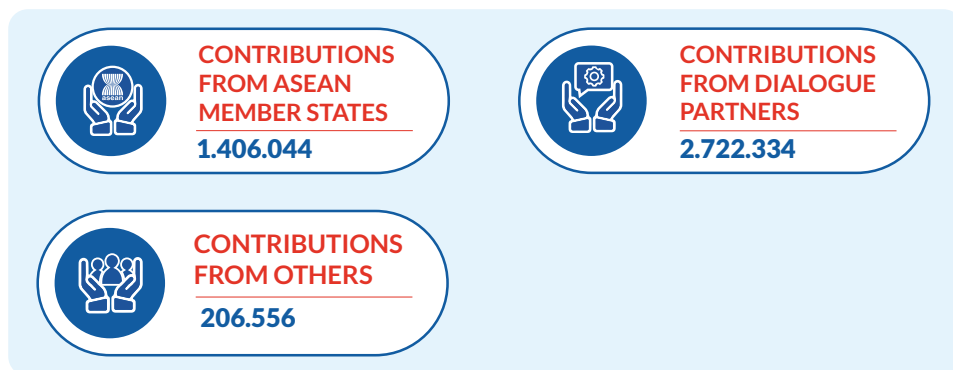 asean
CONTRIBUTIONS
FROM ASEAN
MEMBER STATES
1.406.044
CONTRIBUTIONS
FROM DIALOGUE
PARTNERS
2.722.334
CONTRIBUTIONS
FROM OTHERS
206.556